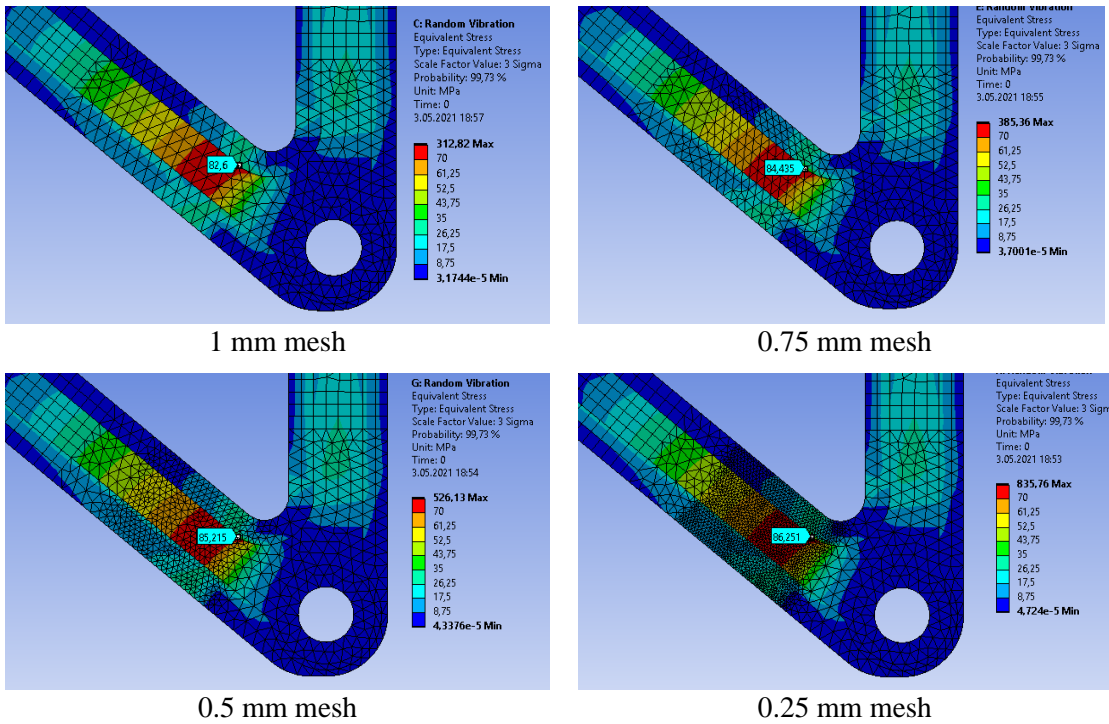 C: Random Vibration
Equivalent Stress
Type: Equivalent Stress
Scale Factor Value: 3 Sigma
Probability: 99,73 %
Unit: MPa
Time: 0
3.05.2021 18:57
312,82 Max
70
61,25
52,5
43,75
35
26,25
17,5
8,75
3,1744e-5 Min
82,6
1 mm mesh
E: Random Vibration
Equivalent Stress
Type: Equivalent Stress
Scale Factor Value: 3 Sigma
Probability: 99,73 %
Unit: MPa
Time: 0
3.05.2021 18:55
385,36 Max
70
61,25
52,5
43,75
35
26,25
17,5
8,75
3,7001e-5 Min
84,435
0.75 mm mesh
G: Random Vibration
Equivalent Stress
Type: Equivalent Stress
Scale Factor Value: 3 Sigma
Probability: 99,73 %
Unit: MPa
Time: 0
3.05.2021 18:54
526,13 Max
70
61,25
52,5
43,75
35
26,25
17,5
8,75
4,3376e-5 Min
85,215
0.5 mm mesh
Equivalent Stress
Type: Equivalent Stress
Scale Factor Value: 3 Sigm
Probability: 99,73 %
Unit: MPa
Time: 0
3.05.2021 18:53
835,76 Max
70
61,25
52,5
43,75
35
26,25
17,5
8,75
4,724e-5 Min
86,251
0.25 mm mesh